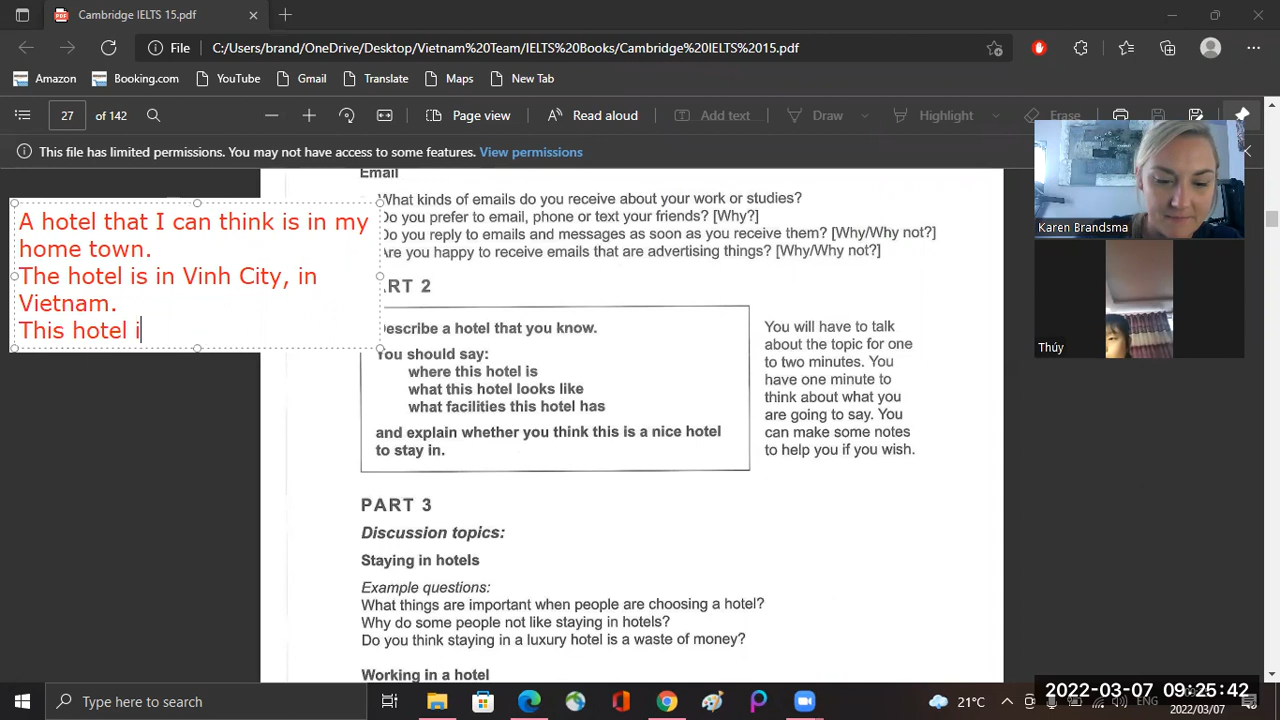 Cambridge IELTS 15.pdf
File
C:/Users/brand/OneDrive/Desktop/Vietnam%20Team/IELTS%20Books/Cambridge%20IELTS%2015.pdf
Amazon
Booking.com
YouTube
Gmail
Translate
Maps
New Tab
27
of 142
Page view
Read aloud
Add text
Draw
Highlight
Erase
This file has limited permissions. You may not have access to some features. View permissions
Email
What kinds of emails do you receive about your work or studies?
Do you prefer to email, phone or text your friends? [Why?]
Do you reply to emails and messages as soon as you receive them? [Why/Why not?]
Are you happy to receive emails that are advertising things? [Why/Why not?]
A hotel that I can think is in my
home town.
The hotel is in Vinh City, in
Vietnam.
This hotel i
ART 2
Describe a hotel that you know.
You should say:
where this hotel is
what this hotel looks like
what facilities this hotel has
and explain whether you think this is a nice hotel
to stay in.
You will have to talk
about the topic for one
to two minutes. You
have one minute to
think about what you
are going to say. You
can make some notes
to help you if you wish.
PART 3
Discussion topics:
Staying in hotels
Example questions:
What things are important when people are choosing a hotel?
Why do some people not like staying in hotels?
Do you think staying in a luxury hotel is a waste of money?
Working in a hotel
Karen Brandsma
Thúy
Type here to search
21°C
ENG
2022-03-07 09:25:42
2022/03/07